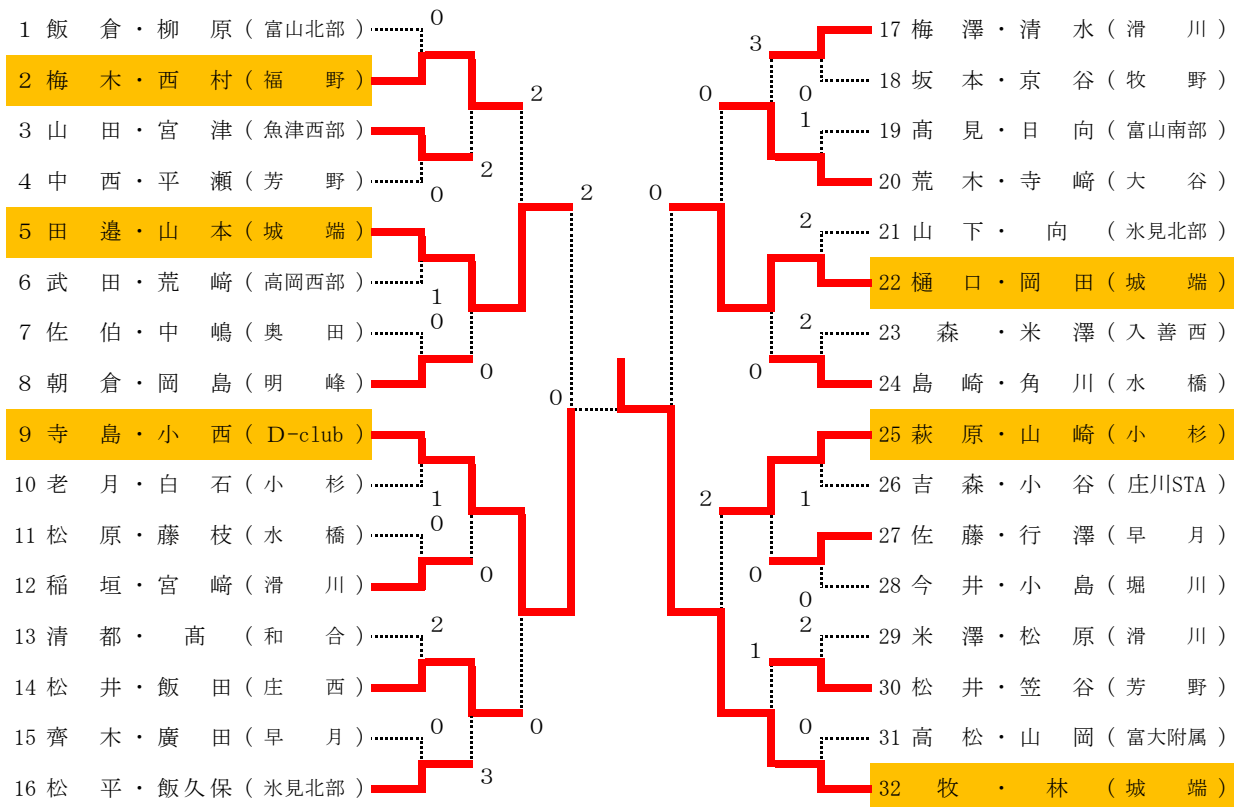 1 飯 倉・柳 原 ( 富山北部 )
2 梅 木・西 村 ( 福 野 )
3 山 田・宮 津 ( 魚津西部 )
4 中 西・平 瀬 ( 芳 野 )
5 田 邉・山 本 ( 城 端 )
6 武 田・荒 﨑 ( 高岡西部 )
7 佐 伯・中 嶋 ( 奥 田 )
8 朝 倉・岡 島 ( 明 峰 )
9 寺 島・小 西 ( D-club )
10 老 月・白 石 ( 小 杉 )
11 松 原・藤 枝 ( 水 橋 )
12 稲 垣・宮 﨑 ( 滑 川 )
13 清 都・ 髙 ( 和 合 )
14 松 井・飯 田 ( 庄 西 )
15 齊 木・廣 田 ( 早 月 )
16 松 平・飯久保 ( 氷見北部 )
0
2
2
0
2
1
0
0
0
1
0
0
2
0
0
3
17 梅 澤・清 水 ( 滑 川 )
18 坂 本・京 谷 ( 牧 野 )
19 髙 見・日 向 ( 富山南部 )
20 荒 木・寺 﨑 ( 大 谷 )
21 山 下・ 向 ( 氷見北部 )
22 樋 口・岡 田 ( 城 端 )
23 森 ・米 澤 ( 入 善 西 )
24 島 崎・角 川 ( 水 橋 )
25 萩 原・山 崎 ( 小 杉 )
26 吉 森・小 谷 ( 庄川STA )
27 佐 藤・行 澤 ( 早 月 )
28 今 井・小 島 ( 堀 川 )
29 米 澤・松 原 ( 滑 川 )
30 松 井・笠 谷 ( 芳 野 )
31 高 松・山 岡 ( 富大附属 )
32 牧 ・ 林 ( 城 端 )
3
0
0
1
0
2
2
0
2
1
0
0
2
1
0